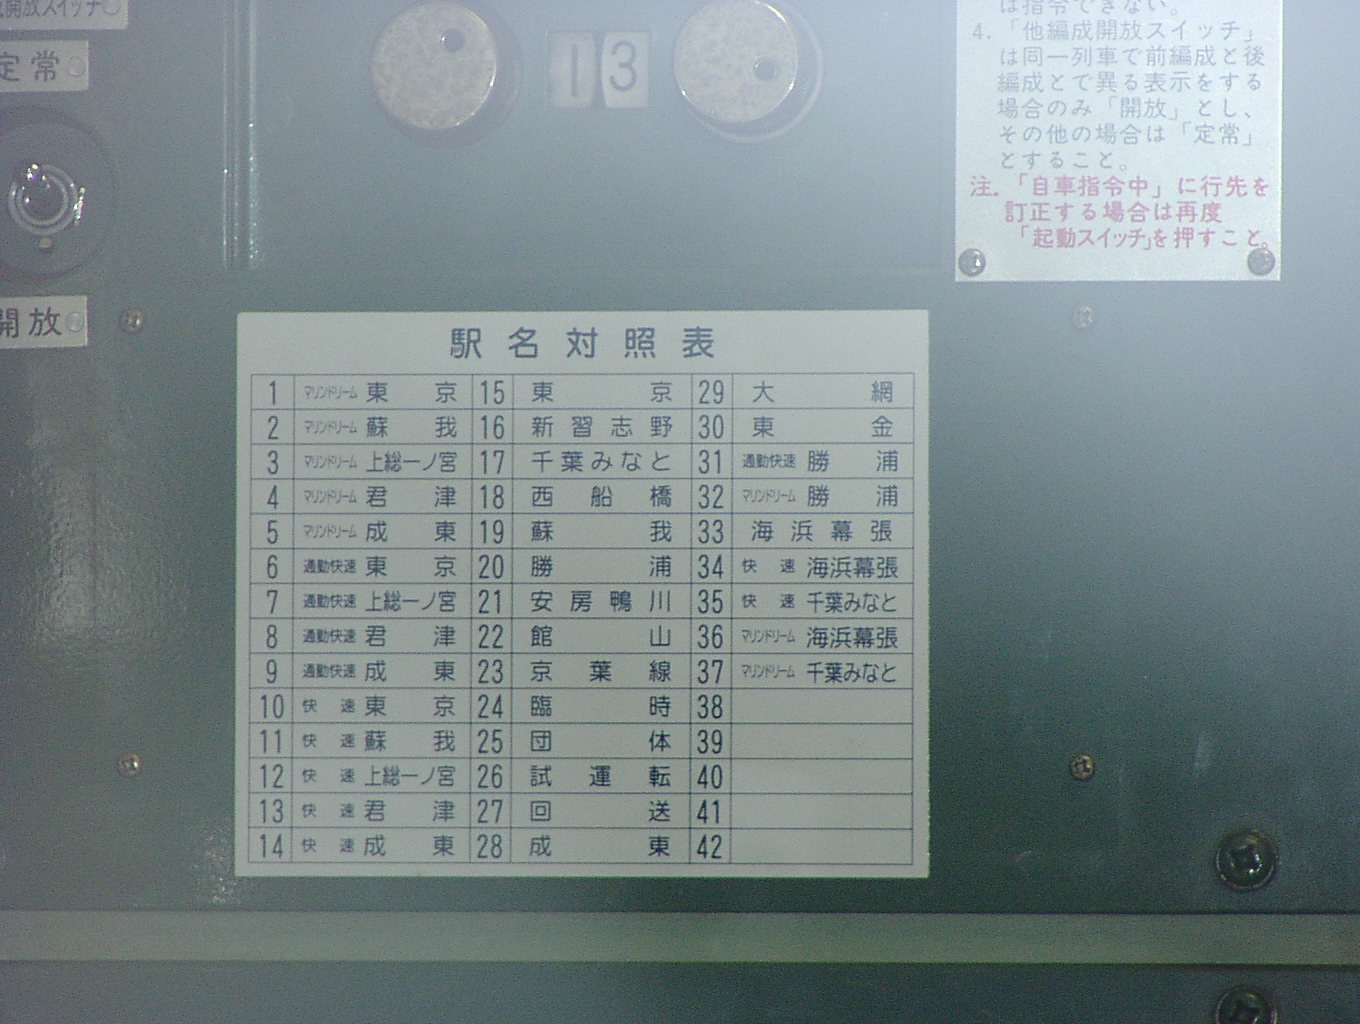 成開放スイッチ
定常
開放
13
は指令できない。
4.「他編成開放スイッチ」
は同一列車で前編成と後
編成とで異る表示をする
場合のみ「開放」とし、
その他の場合は「定常」
とすること。
注.「自車指令中」に行先を
訂正する場合は再度
「起動スイッチ」を押すこと。
駅名対照表
1 マリンドリーム 東京 15 東京 29 大網
2 マリンドリーム 蘇我 16 新習志野 30 東金
3 マリンドリーム 上総一ノ宮 17 千葉みなと 31 通勤快速 勝浦
4 マリンドリーム 君津 18 西船橋 32 マリンドリーム 勝浦
5 マリンドリーム 成東 19 蘇我 33 海浜幕張
6 通勤快速 東京 20 勝浦 34 快速 海浜幕張
7 通勤快速 上総一ノ宮 21 安房鴨川 35 快速 千葉みなと
8 通勤快速 君津 22 館山 36 マリンドリーム 海浜幕張
9 通勤快速 成東 23 京葉線 37 マリンドリーム 千葉みなと
10 快速 東京 24 臨時 38
11 快速 蘇我 25 団体 39
12 快速 上総一ノ宮 26 試運転 40
13 快速 君津 27 回送 41
14 快速 成東 28 成東 42